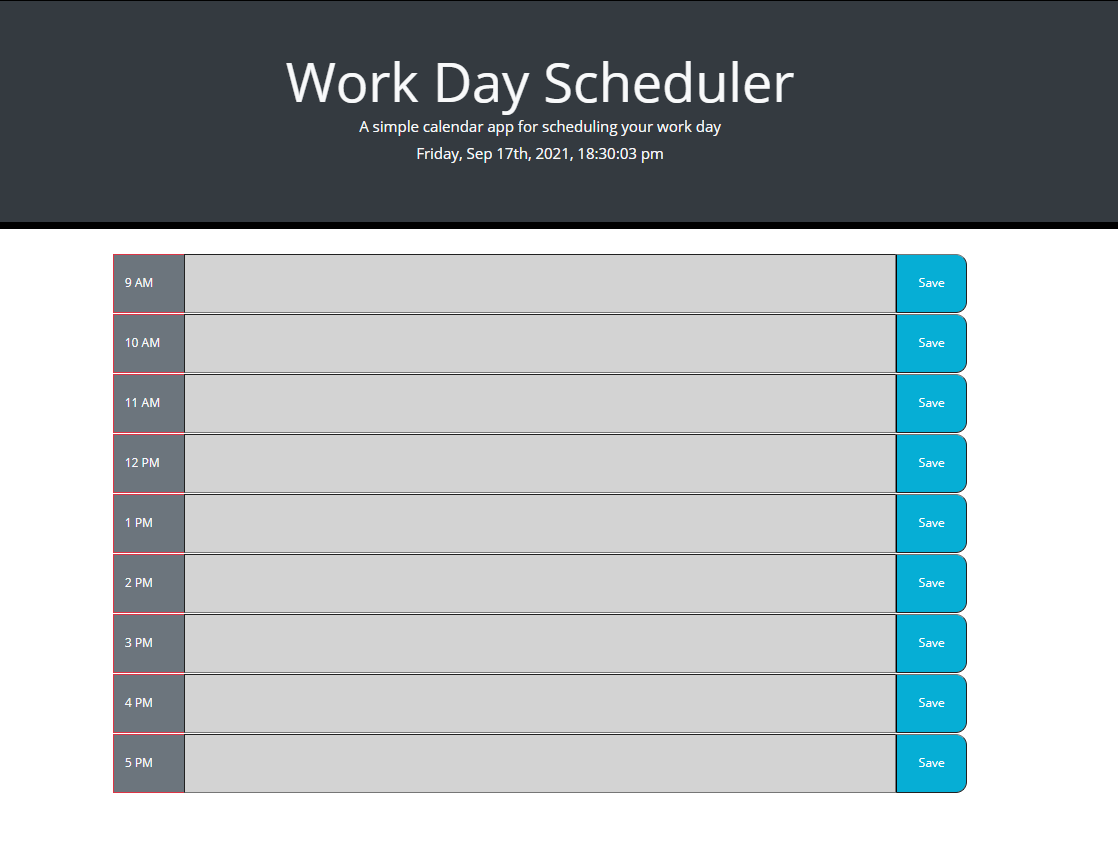 Work Day Scheduler
A simple calendar app for scheduling your work day
Friday, Sep 17th, 2021, 18:30:03 pm
9 AM Save
10 AM Save
11 AM Save
12 PM Save
1 PM Save
2 PM Save
3 PM Save
4 PM Save
5 PM Save